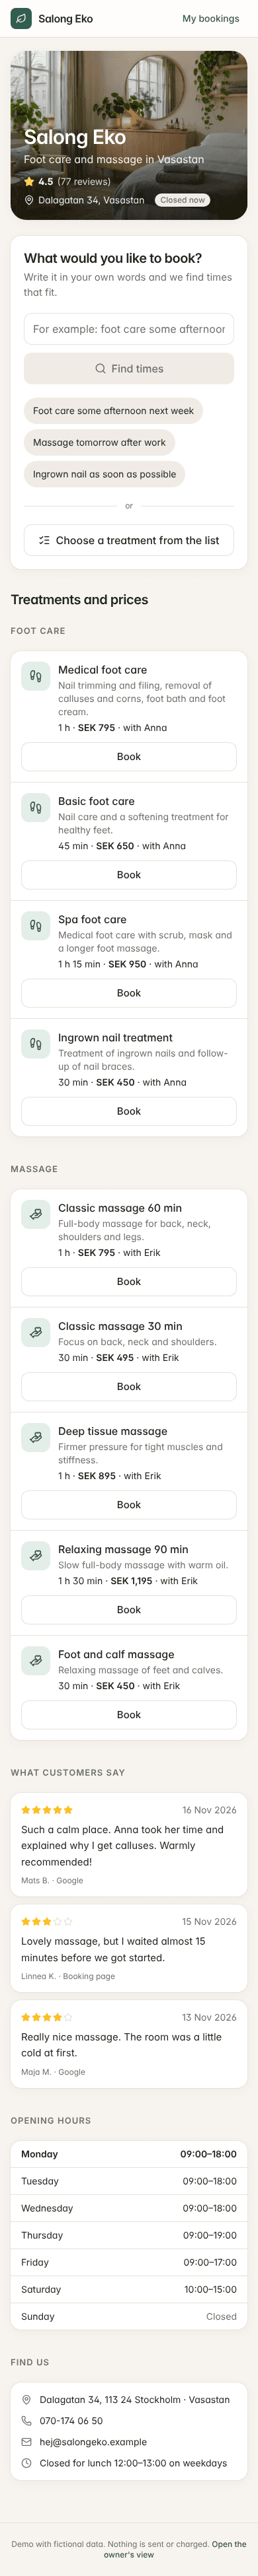 Salong Eko
My bookings
Salong Eko
Foot care and massage in Vasastan
4.5 (77 reviews)
Dalagatan 34, Vasastan Closed now
What would you like to book?
Write it in your own words and we find times
that fit.
For example: foot care some afternoon
Find times
Foot care some afternoon next week
Massage tomorrow after work
Ingrown nail as soon as possible
or
Choose a treatment from the list
Treatments and prices
FOOT CARE
Medical foot care
Nail trimming and filing, removal of
calluses and corns, foot bath and foot
cream.
1 h · SEK 795 · with Anna
Book
Basic foot care
Nail care and a softening treatment for
healthy feet.
45 min · SEK 650 · with Anna
Book
Spa foot care
Medical foot care with scrub, mask and
a longer foot massage.
1 h 15 min · SEK 950 · with Anna
Book
Ingrown nail treatment
Treatment of ingrown nails and follow-
up of nail braces.
30 min · SEK 450 · with Anna
Book
MASSAGE
Classic massage 60 min
Full-body massage for back, neck,
shoulders and legs.
1 h · SEK 795 · with Erik
Book
Classic massage 30 min
Focus on back, neck and shoulders.
30 min · SEK 495 · with Erik
Book
Deep tissue massage
Firmer pressure for tight muscles and
stiffness.
1 h · SEK 895 · with Erik
Book
Relaxing massage 90 min
Slow full-body massage with warm oil.
1 h 30 min · SEK 1,195 · with Erik
Book
Foot and calf massage
Relaxing massage of feet and calves.
30 min · SEK 450 · with Erik
Book
WHAT CUSTOMERS SAY
16 Nov 2026
Such a calm place. Anna took her time and
explained why I get calluses. Warmly
recommended!
Mats B. · Google
15 Nov 2026
Lovely massage, but I waited almost 15
minutes before we got started.
Linnea K. · Booking page
13 Nov 2026
Really nice massage. The room was a little
cold at first.
Maja M. · Google
OPENING HOURS
Monday 09:00–18:00
Tuesday 09:00–18:00
Wednesday 09:00–18:00
Thursday 09:00–19:00
Friday 09:00–17:00
Saturday 10:00–15:00
Sunday Closed
FIND US
Dalagatan 34, 113 24 Stockholm · Vasastan
070-174 06 50
hej@salongeko.example
Closed for lunch 12:00–13:00 on weekdays
Demo with fictional data. Nothing is sent or charged. Open the
owner's view